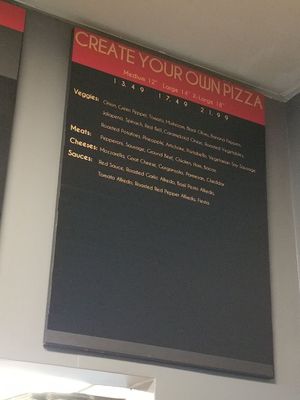 CREATE YOUR OWN PIZZA
Medium 12" Large 14" X-Large 18"
13.49 17.49 21.99
Veggies: Onion, Green Pepper, Tomato, Mushroom, Black Olives, Banana Peppers,
Jalapeno, Spinach, Red Bell, Caramelized Onion, Roasted Vegetables,
Roasted Potatoes, Pineapple, Artichoke, Portobello, Vegetarian Soy Sausage
Meats: Pepperoni, Sausage, Ground Beef, Chicken, Ham, Bacon
Cheeses: Mozzarella, Goat Cheese, Gorgonzola, Parmesan, Cheddar
Sauces: Red Sauce, Roasted Garlic Alfredo, Basil Pesto Alfredo,
Tomato Alfredo, Roasted Red Pepper Alfredo, Fiesta